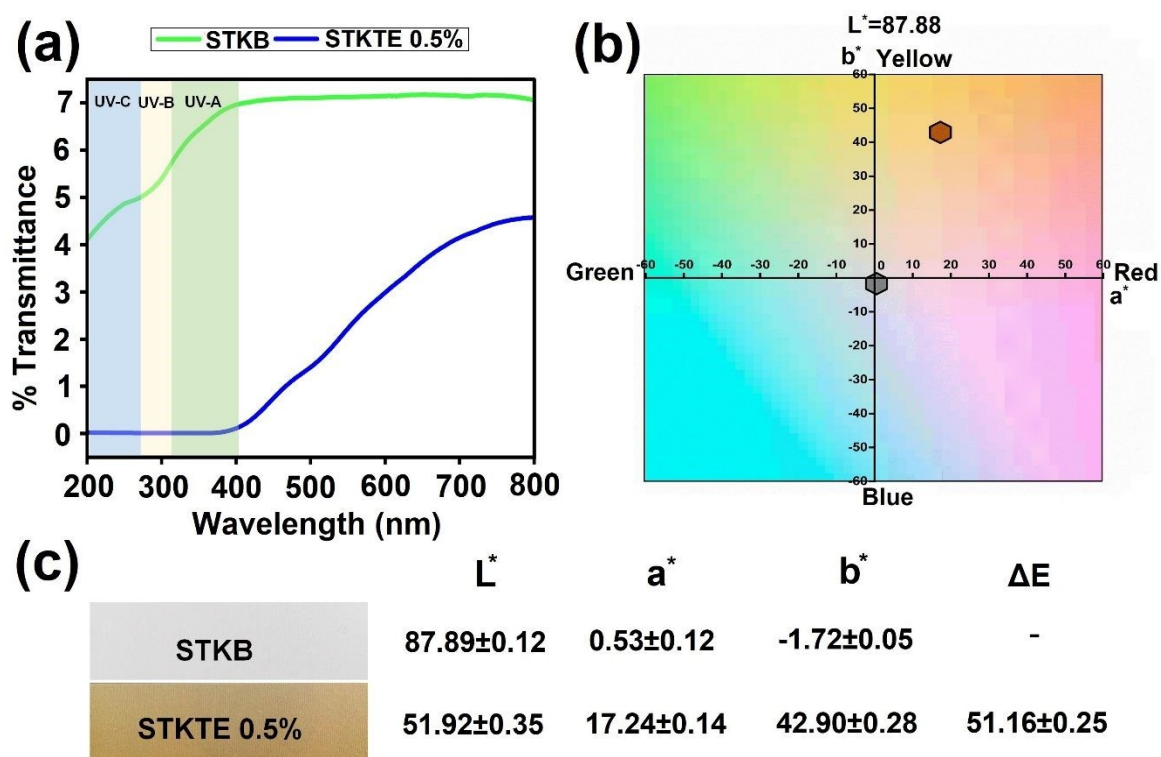 (a)
STKB STKTE 0.5%
UV-C UV-B UV-A
% Transmittance
7
6
5
4
3
2
1
0
200 300 400 500 600 700 800
Wavelength (nm)
(b)
L*=87.88
b* Yellow
60
50
40
30
20
10
Green -60 -50 -40 -30 -20 -10 0 10 20 30 40 50 60 Red
a*
-10
-20
-30
-40
-50
-60
Blue
(c)
L* a* b* ΔE
STKB 87.89±0.12 0.53±0.12 -1.72±0.05 -
STKTE 0.5% 51.92±0.35 17.24±0.14 42.90±0.28 51.16±0.25